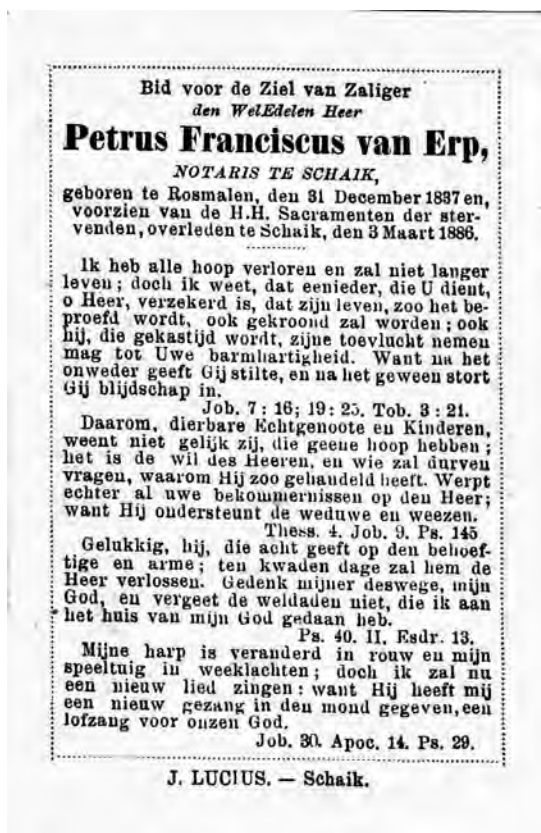 Bid voor de Ziel van Zaliger
den WelEdelen Heer
Petrus Franciscus van Erp,
NOTARIS TE SCHAIK,
geboren te Rosmalen, den 31 December 1837 en,
voorzien van de H.H. Sacramenten der ster-
venden, overleden te Schaik, den 3 Maart 1886.
Ik heb alle hoop verloren en zal niet langer
leven; doch ik weet, dat eenieder, die U dient,
o Heer, verzekerd is, dat zijn leven, zoo het be-
proefd wordt, ook gekroond zal worden; ook
hij, die gekastijd wordt, zijne toevlucht nemen
mag tot Uwe barmhartigheid. Want na het
onweder geeft Gij stilte, en na het geween stort
Gij blijdschap in.
Job. 7 : 16; 19 : 25. Tob. 3 : 21.
Daarom, dierbare Echtgenoote en Kinderen,
weent niet gelijk zij, die geene hoop hebben;
het is de wil des Heeren, en wie zal durven
vragen, waarom Hij zoo gehandeld heeft. Werpt
echter al uwe bekommernissen op den Heer;
want Hij ondersteunt de weduwe en weezen.
Thess. 4. Job. 9. Ps. 145
Gelukkig, hij, die acht geeft op den behoef-
tige en arme; ten kwaden dage zal hem de
Heer verlossen. Gedenk mijner deswege, mijn
God, en vergeet de weldaden niet, die ik aan
het huis van mijn God gedaan heb.
Ps. 40. II. Esdr. 13.
Mijne harp is veranderd in rouw en mijn
speeltuig in weeklachten; doch ik zal nu
een nieuw lied zingen: want Hij heeft mij
een nieuw gezang in den mond gegeven, een
lofzang voor onzen God.
Job. 30. Apoc. 14. Ps. 29.
J. LUCIUS. — Schaik.